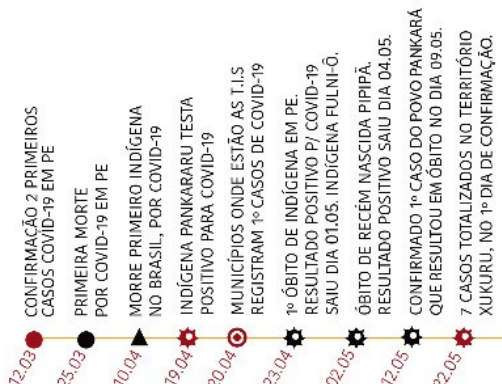 12.03
CONFIRMAÇÃO 2 PRIMEIROS
CASOS COVÍD-19 EM PE
25.03
PRIMEIRA MORTE
POR COVID-19 EM PE
10.04
MORRE PRIMEIRO INDÍGENA
NO BRASIL, POR COVID-19
19.04
INDÍGENA PANKARARU TESTA
POSITIVO PARA COVID-19
20.04
MUNICÍPIOS ONDE ESTÃO AS T.I.S
REGISTRAM 1º CASOS DE COVID-19
23.04
1º ÓBITO DE INDÍGENA EM PE.
RESULTADO POSITIVO P/ COVID-19
SAIU DIA 01.05. INDÍGENA FULNI-Ô.
02.05
ÓBITO DE RECÉM NASCIDA PIPIPÃ.
RESULTADO POSITIVO SAIU DIA 04.05.
12.05
CONFIRMADO 1º CASO DO POVO PANKARÁ
QUE RESULTOU EM ÓBITO NO DIA 09.05.
22.05
7 CASOS TOTALIZADOS NO TERRITÓRIO
XUKURU, NO 1º DIA DE CONFIRMAÇÃO.